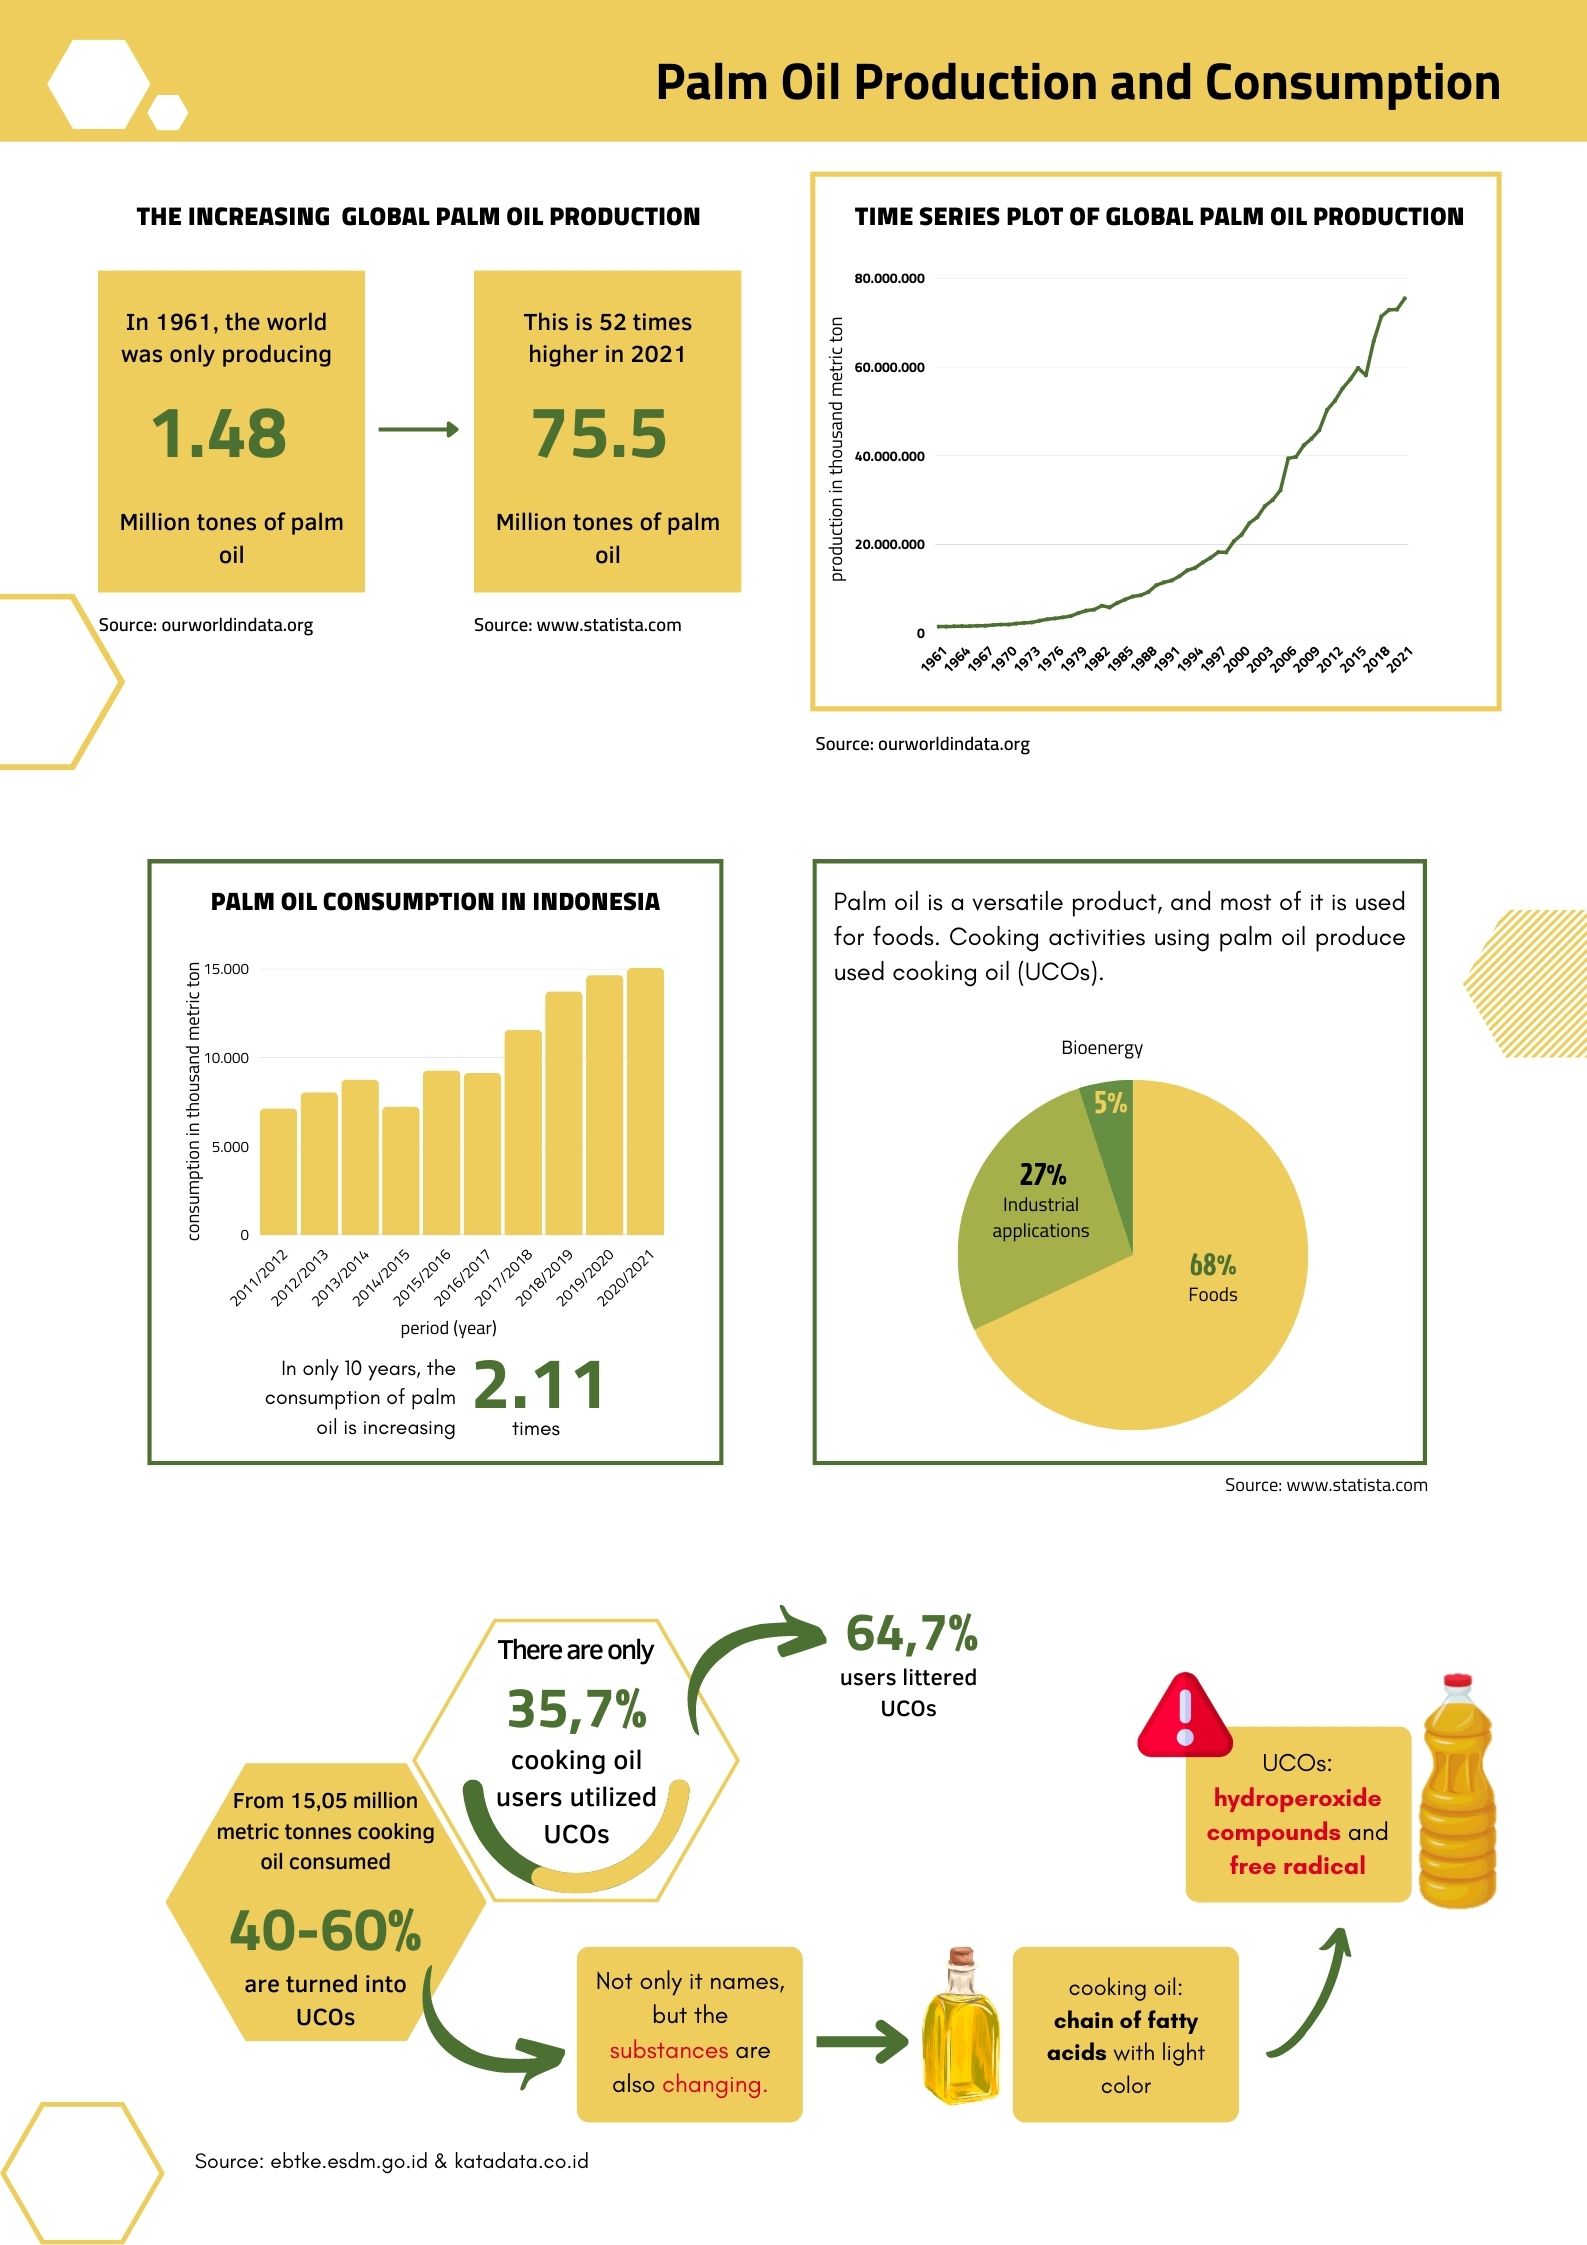 Palm Oil Production and Consumption
THE INCREASING GLOBAL PALM OIL PRODUCTION
In 1961, the world
was only producing
1.48
Million tones of palm
oil
Source: ourworldindata.org
This is 52 times
higher in 2021
75.5
Million tones of palm
oil
Source: www.statista.com
TIME SERIES PLOT OF GLOBAL PALM OIL PRODUCTION
production in thousand metric ton
80.000.000
60.000.000
40.000.000
20.000.000
0
1961 1964 1967 1970 1973 1976 1979 1982 1985 1988 1991 1994 1997 2000 2003 2006 2009 2012 2015 2018 2021
Source: ourworldindata.org
PALM OIL CONSUMPTION IN INDONESIA
consumption in thousand metric ton
15.000
10.000
5.000
0
2011/2012 2012/2013 2013/2014 2014/2015 2015/2016 2016/2017 2017/2018 2018/2019 2019/2020 2020/2021
period (year)
In only 10 years, the
consumption of palm
oil is increasing
2.11
times
Palm oil is a versatile product, and most of it is used
for foods. Cooking activities using palm oil produce
used cooking oil (UCOs).
Bioenergy
5%
27%
Industrial
applications
68%
Foods
Source: www.statista.com
There are only
35,7%
cooking oil
users utilized
UCOs
64,7%
users littered
UCOs
From 15,05 million
metric tonnes cooking
oil consumed
40-60%
are turned into
UCOs
Not only it names,
but the
substances are
also changing.
cooking oil:
chain of fatty
acids with light
color
UCOs:
hydroperoxide
compounds and
free radical
Source: ebtke.esdm.go.id & katadata.co.id